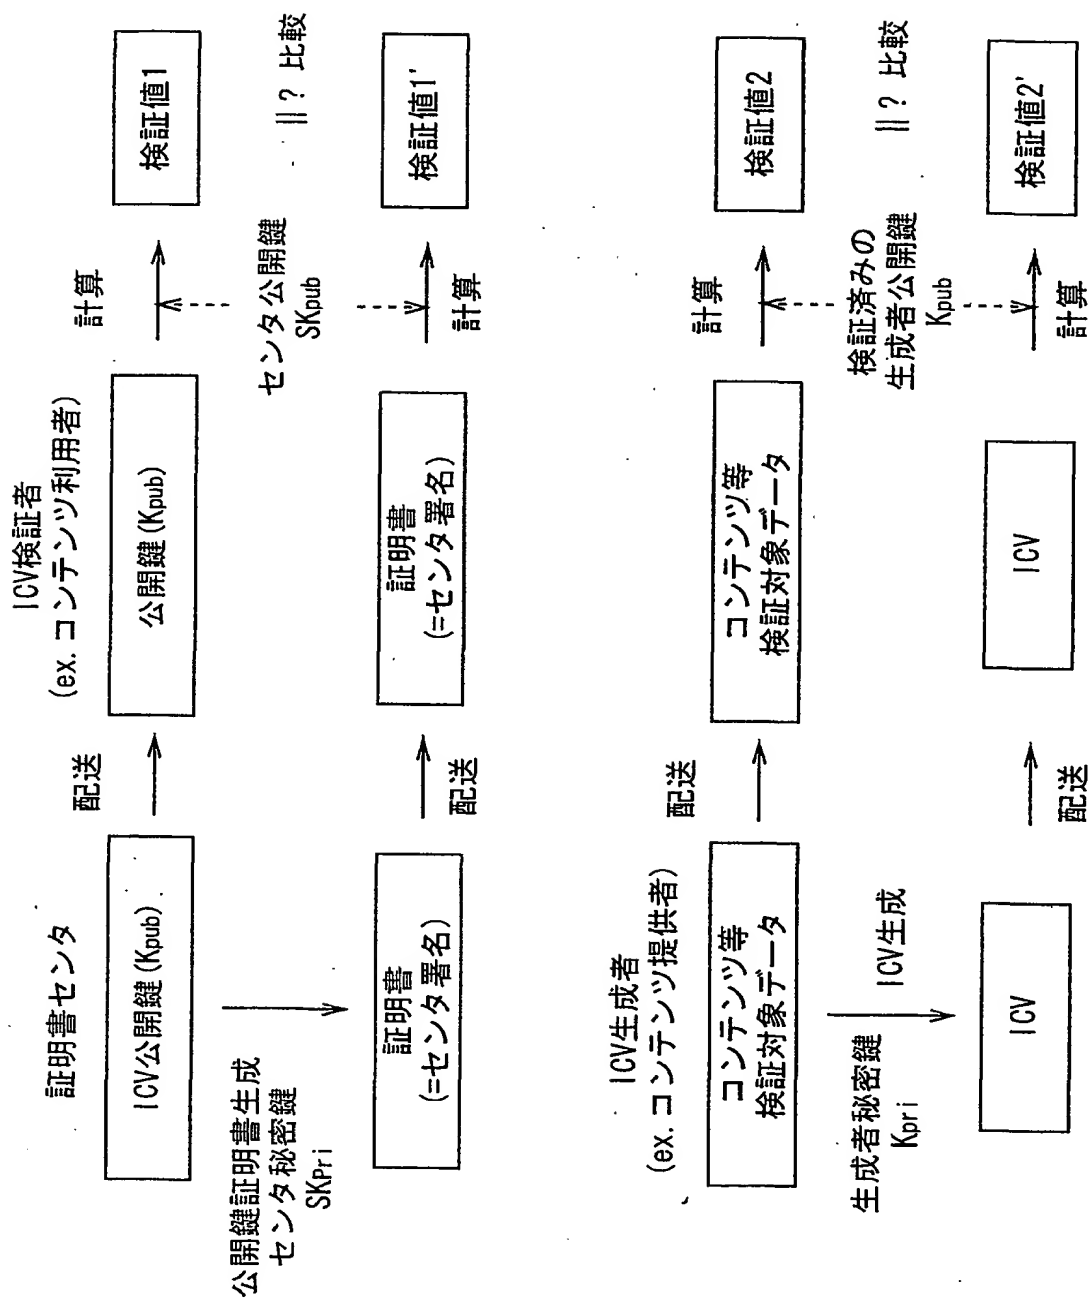 証明書センタ
ICV公開鍵(Kpub)
公開鍵証明書生成
センタ秘密鍵
SKPri
証明書
(=センタ署名)
配送
配送
ICV検証者
(ex. コンテンツ利用者)
公開鍵(Kpub)
証明書
(=センタ署名)
計算
センタ公開鍵
SKpub
計算
検証値1
||? 比較
検証値1'
ICV生成者
(ex. コンテンツ提供者)
コンテンツ等
検証対象データ
生成者秘密鍵
Kpri
ICV生成
ICV
配送
配送
コンテンツ等
検証対象データ
ICV
計算
検証済みの
生成者公開鍵
Kpub
計算
検証値2
||? 比較
検証値2'